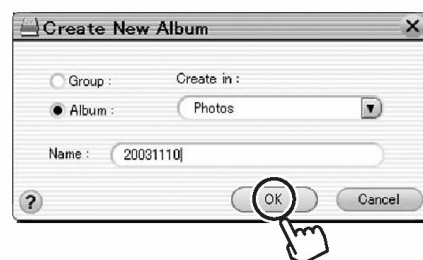 Create New Album
Group : Create in :
Album : Photos
Name : 20031110
? OK Cancel